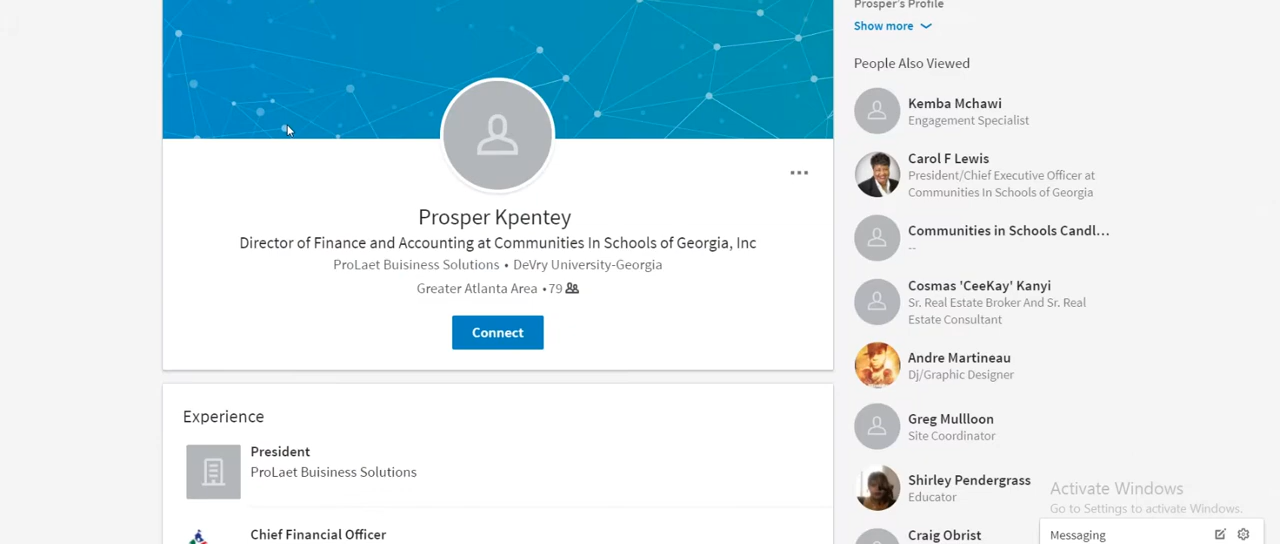 Prosper's Profile
Show more
People Also Viewed
Kemba Mchawi
Engagement Specialist
Carol F Lewis
President/Chief Executive Officer at
Communities In Schools of Georgia
Communities in Schools Candl...
--
Cosmas 'CeeKay' Kanyi
Sr. Real Estate Broker And Sr. Real
Estate Consultant
Andre Martineau
Dj/Graphic Designer
Greg Mullloon
Site Coordinator
Shirley Pendergrass
Educator
Craig Obrist
Prosper Kpentey
Director of Finance and Accounting at Communities In Schools of Georgia, Inc
ProLaet Buisiness Solutions • DeVry University-Georgia
Greater Atlanta Area • 79
Connect
Experience
President
ProLaet Buisiness Solutions
Chief Financial Officer
Activate Windows
Go to Settings to activate Windows.
Messaging